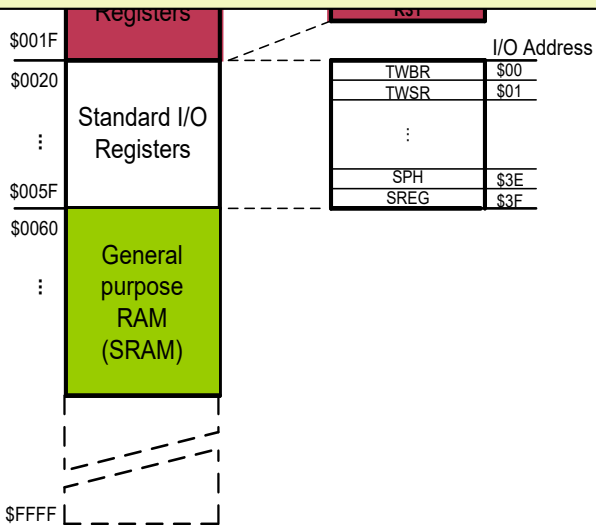 Registers
R31
$001F
I/O Address
$0020
TWBR $00
TWSR $01
Standard I/O
Registers
⋮
⋮
$005F
SPH $3E
SREG $3F
$0060
General
purpose
RAM
(SRAM)
⋮
$FFFF